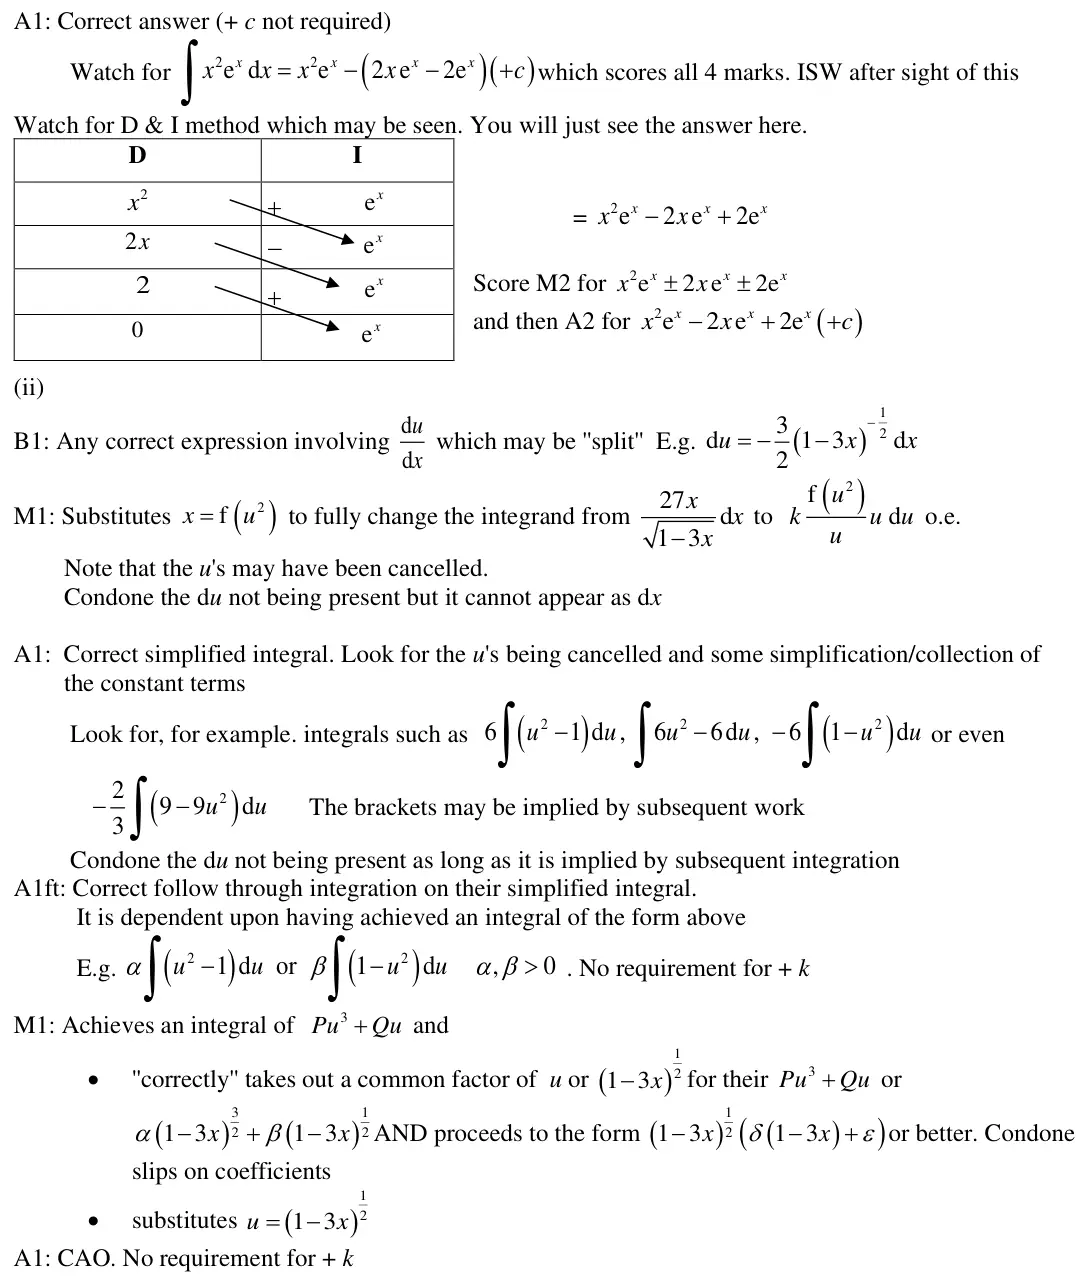 A1: Correct answer (+ c not required)
Watch for ∫ x²eˣ dx = x²eˣ − (2xeˣ − 2eˣ)(+c) which scores all 4 marks. ISW after sight of this
Watch for D & I method which may be seen. You will just see the answer here.
D I
x² + eˣ
= x²eˣ − 2xeˣ + 2eˣ
2x − eˣ
2 + eˣ
Score M2 for x²eˣ ± 2xeˣ ± 2eˣ
0 eˣ
and then A2 for x²eˣ − 2xeˣ + 2eˣ (+c)
(ii)
B1: Any correct expression involving du/dx which may be "split" E.g. du = −3/2 (1−3x)^(−1/2) dx
M1: Substitutes x = f(u²) to fully change the integrand from 27x/√(1−3x) dx to k f(u²)/u u du o.e.
Note that the u's may have been cancelled.
Condone the du not being present but it cannot appear as dx
A1: Correct simplified integral. Look for the u's being cancelled and some simplification/collection of
the constant terms
Look for, for example. integrals such as 6∫(u² −1)du, ∫6u² − 6du, −6∫(1−u²)du or even
−2/3 ∫(9−9u²)du The brackets may be implied by subsequent work
Condone the du not being present as long as it is implied by subsequent integration
A1ft: Correct follow through integration on their simplified integral.
It is dependent upon having achieved an integral of the form above
E.g. α∫(u² −1)du or β∫(1−u²)du α, β > 0 . No requirement for + k
M1: Achieves an integral of Pu³ + Qu and
• "correctly" takes out a common factor of u or (1−3x)^(1/2) for their Pu³ + Qu or
α(1−3x)^(3/2) + β(1−3x)^(1/2) AND proceeds to the form (1−3x)^(1/2) (δ(1−3x)+ε) or better. Condone
slips on coefficients
• substitutes u = (1−3x)^(1/2)
A1: CAO. No requirement for + k